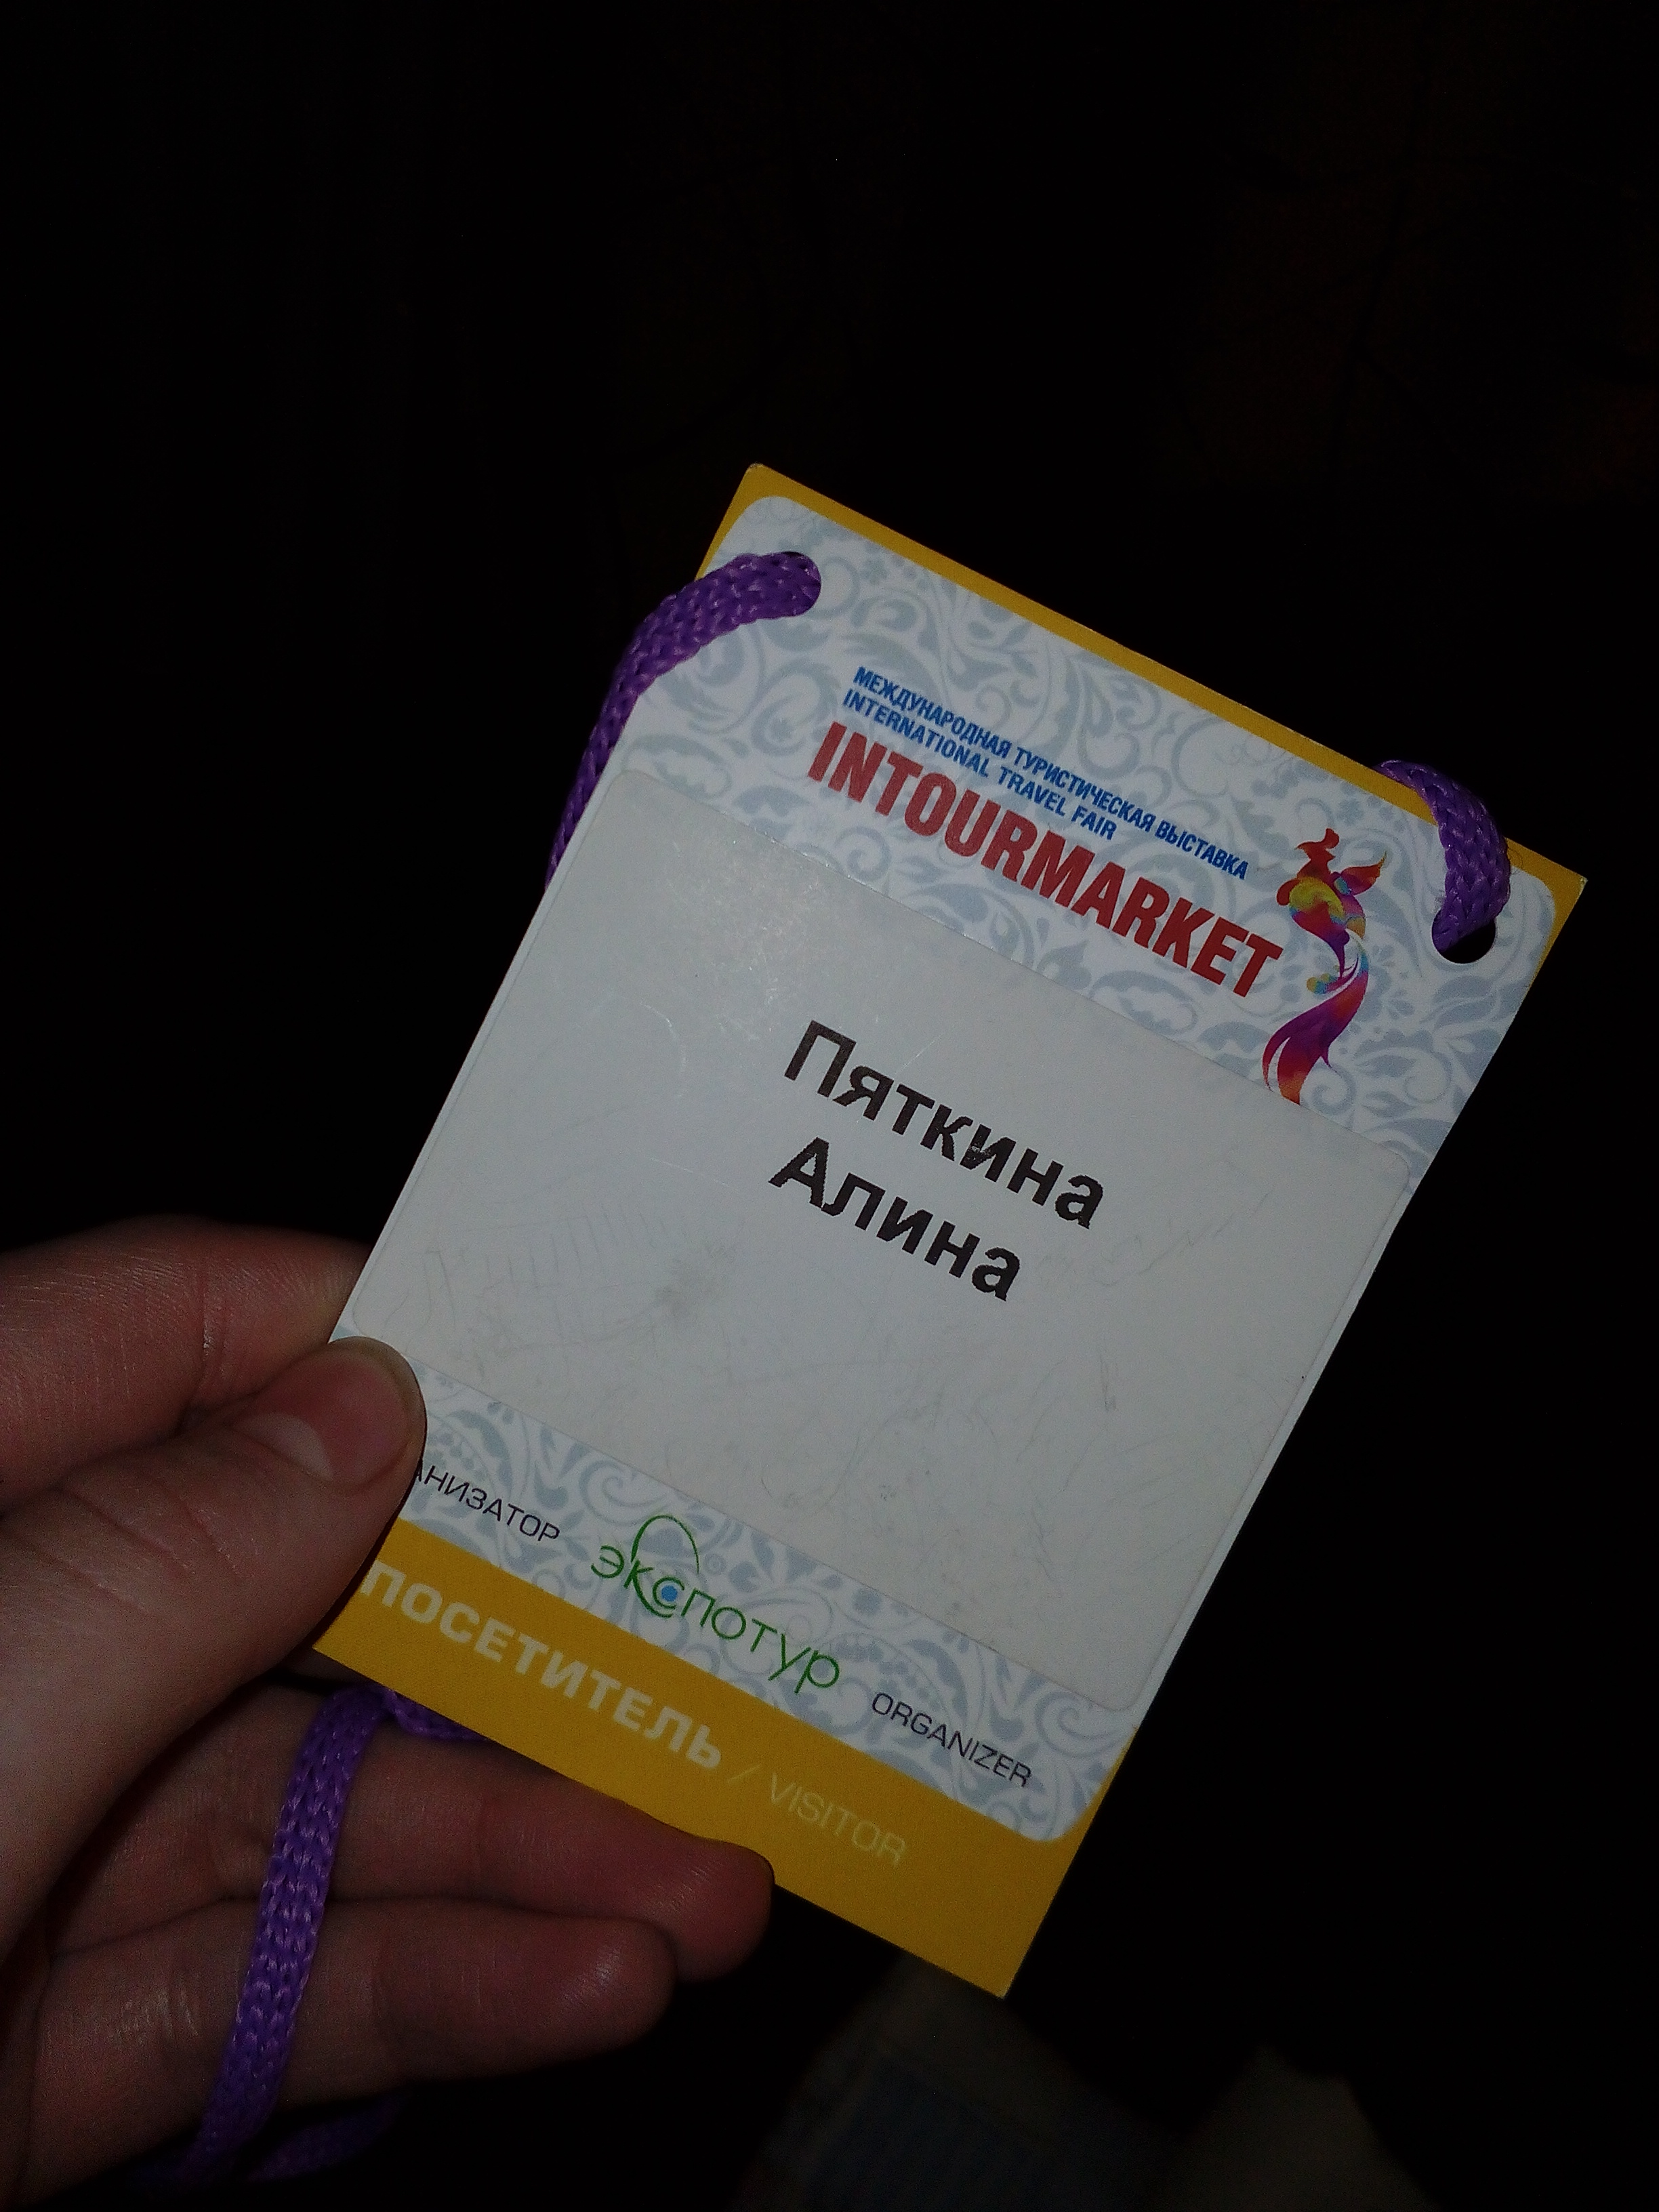 МЕЖДУНАРОДНАЯ ТУРИСТИЧЕСКАЯ ВЫСТАВКА
INTERNATIONAL TRAVEL FAIR
INTOURMARKET
Пяткина
Алина
АНИЗАТОР экспотур ORGANIZER
ПОСЕТИТЕЛЬ / VISITOR